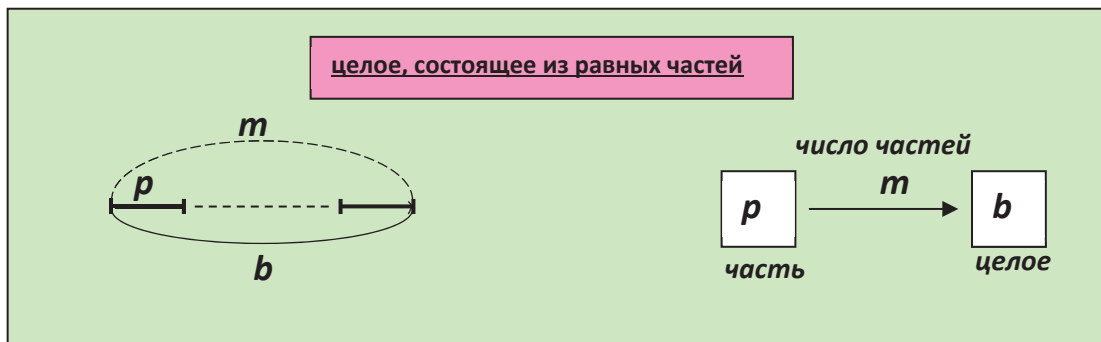 целое, состоящее из равных частей
m
p
b
число частей
m
p
b
часть
целое